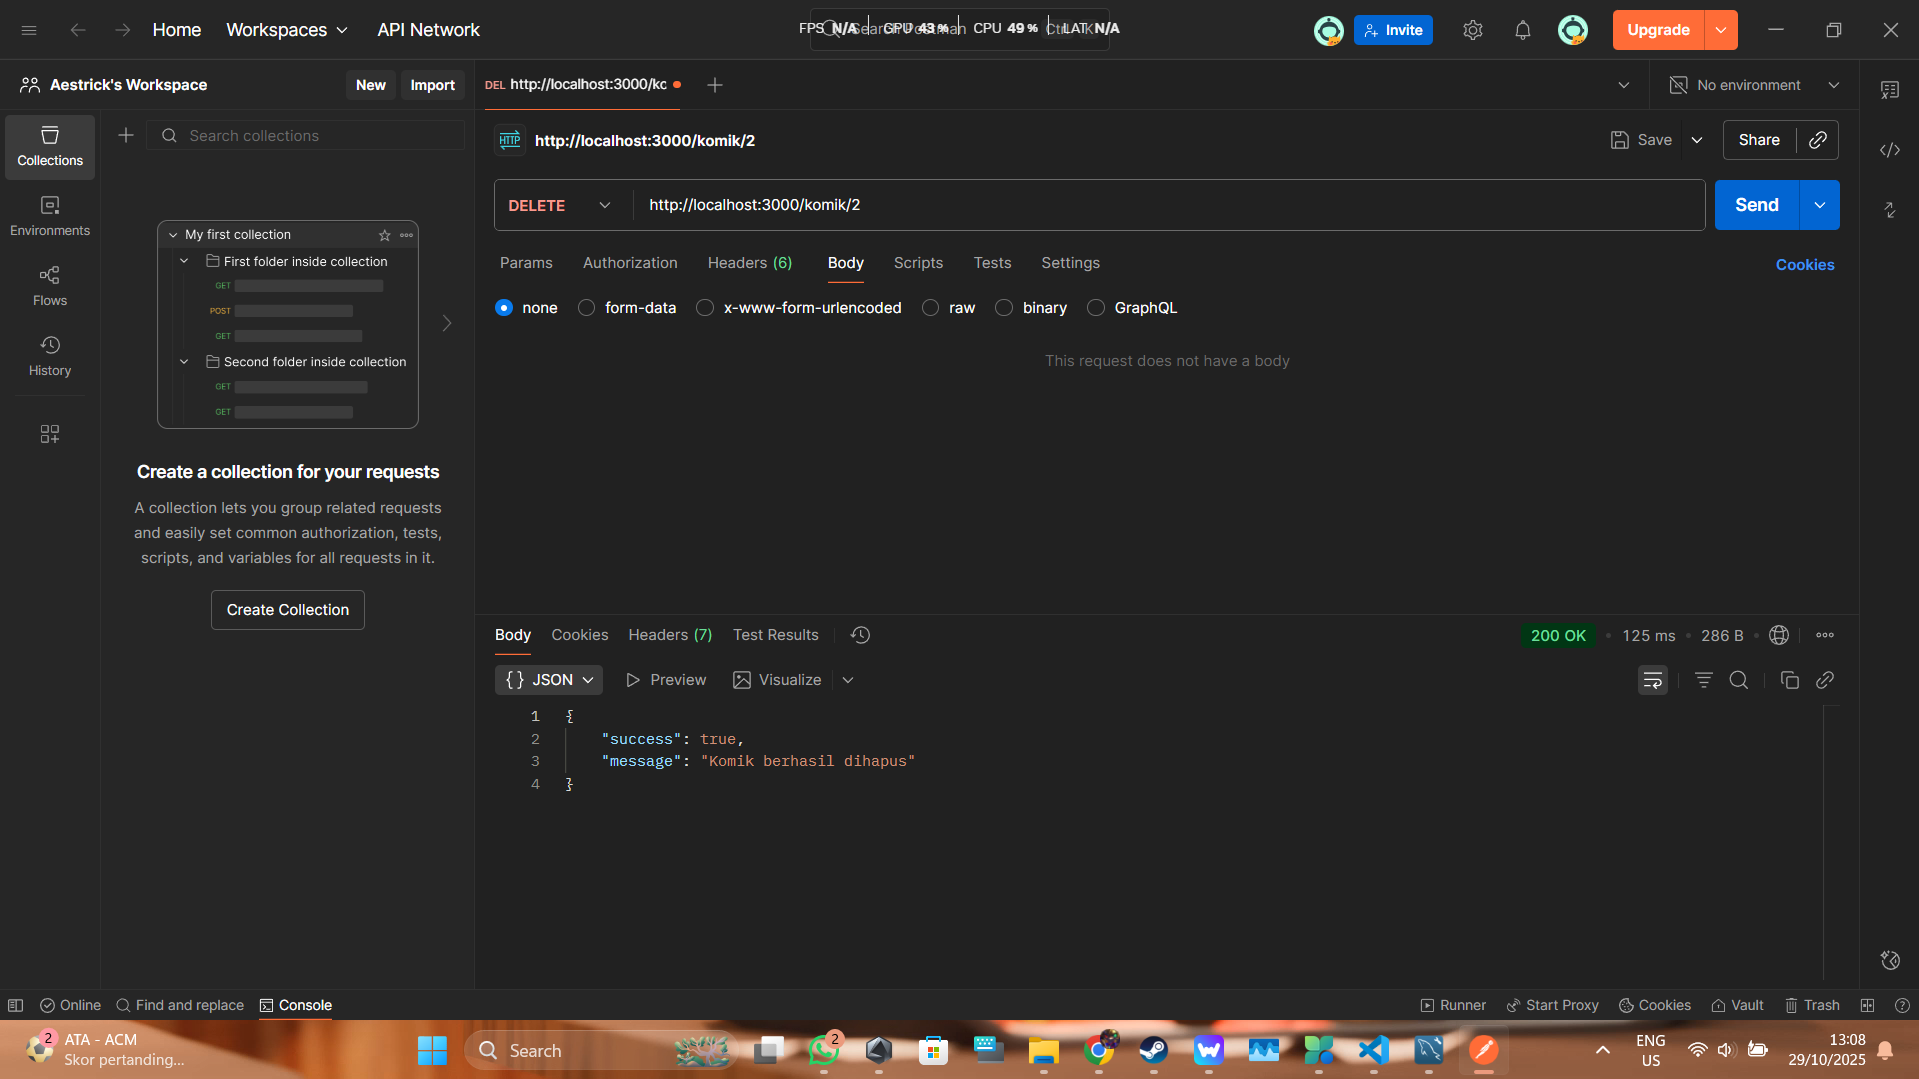 Home
Workspaces
API Network
FPS N/A
GPU 43 %
CPU 49 %
LAT N/A
Invite
Upgrade
Aestrick's Workspace
New
Import
DEL http://localhost:3000/kc
No environment
Collections
Environments
Flows
History
Search collections
My first collection
First folder inside collection
GET
POST
GET
Second folder inside collection
GET
GET
Create a collection for your requests
A collection lets you group related requests
and easily set common authorization, tests,
scripts, and variables for all requests in it.
Create Collection
HTTP
http://localhost:3000/komik/2
Save
Share
DELETE
http://localhost:3000/komik/2
Send
Params
Authorization
Headers (6)
Body
Scripts
Tests
Settings
Cookies
none
form-data
x-www-form-urlencoded
raw
binary
GraphQL
This request does not have a body
Body
Cookies
Headers (7)
Test Results
200 OK
125 ms
286 B
{} JSON
Preview
Visualize
1 {
2 "success": true,
3 "message": "Komik berhasil dihapus"
4 }
Online
Find and replace
Console
Runner
Start Proxy
Cookies
Vault
Trash
2
ATA - ACM
Skor pertanding...
Search
2
ENG
US
13:08
29/10/2025